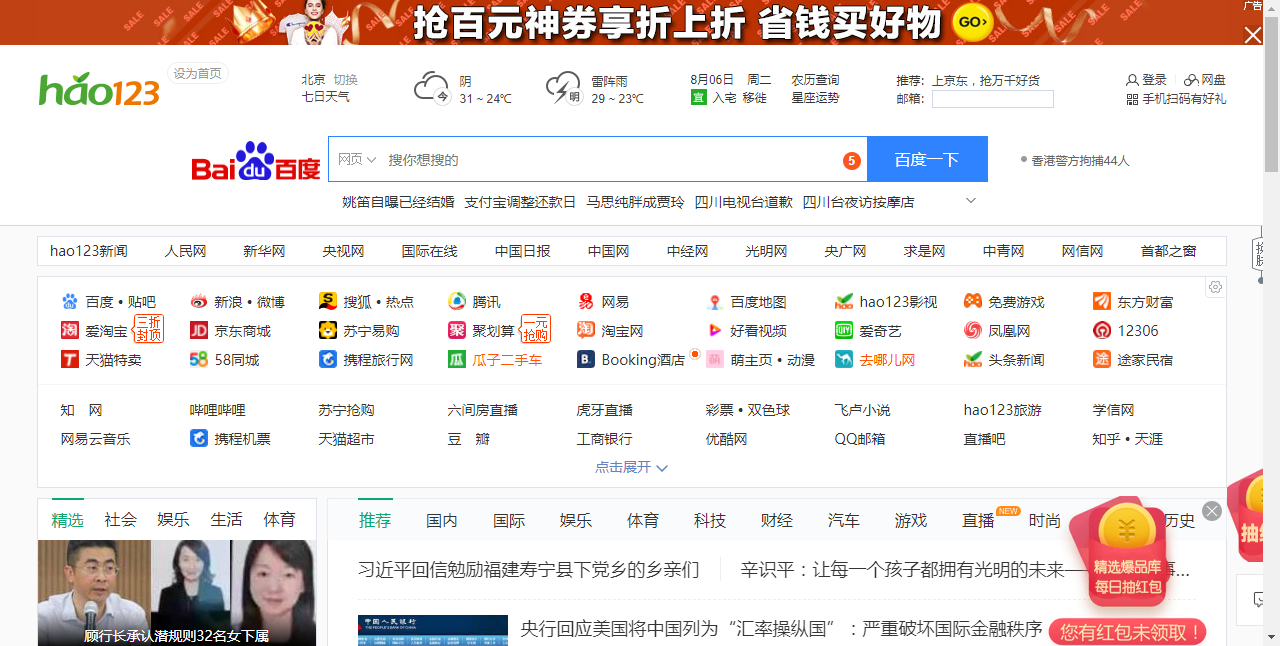 抢百元神券享折上折 省钱买好物 GO›
广告
hao123 设为首页
北京 切换
七日天气
今
阴
31 ~ 24℃
明
雷阵雨
29 ~ 23℃
8月06日 周二
宜 入宅 移徙
农历查询
星座运势
推荐: 上京东，抢万千好货
邮箱:
登录 网盘
手机扫码有好礼
Bai du 百度
网页 搜你想搜的 5 百度一下
香港警方拘捕44人
姚笛自曝已经结婚 支付宝调整还款日 马思纯胖成贾玲 四川电视台道歉 四川台夜访按摩店
hao123新闻 人民网 新华网 央视网 国际在线 中国日报 中国网 中经网 光明网 央广网 求是网 中青网 网信网 首都之窗
换肤
百度 • 贴吧 新浪 • 微博 搜狐 • 热点 腾讯 网易 百度地图 hao123影视 免费游戏 东方财富
爱淘宝 三折封顶 京东商城 苏宁易购 聚划算 一元抢购 淘宝网 好看视频 爱奇艺 凤凰网 12306
天猫特卖 58同城 携程旅行网 瓜子二手车 Booking酒店 萌主页 • 动漫 去哪儿网 头条新闻 途家民宿
知 网 哔哩哔哩 苏宁抢购 六间房直播 虎牙直播 彩票 • 双色球 飞卢小说 hao123旅游 学信网
网易云音乐 携程机票 天猫超市 豆 瓣 工商银行 优酷网 QQ邮箱 直播吧 知乎 • 天涯
点击展开
精选 社会 娱乐 生活 体育
顾行长承认潜规则32名女下属
推荐 国内 国际 娱乐 体育 科技 财经 汽车 游戏 直播 NEW 时尚 历史
习近平回信勉励福建寿宁县下党乡的乡亲们
辛识平：让每一个孩子都拥有光明的未来—
事...
中国人民银行
THE PEOPLE'S BANK OF CHINA
央行回应美国将中国列为“汇率操纵国”：严重破坏国际金融秩序
精选爆品库
每日抽红包
您有红包未领取！